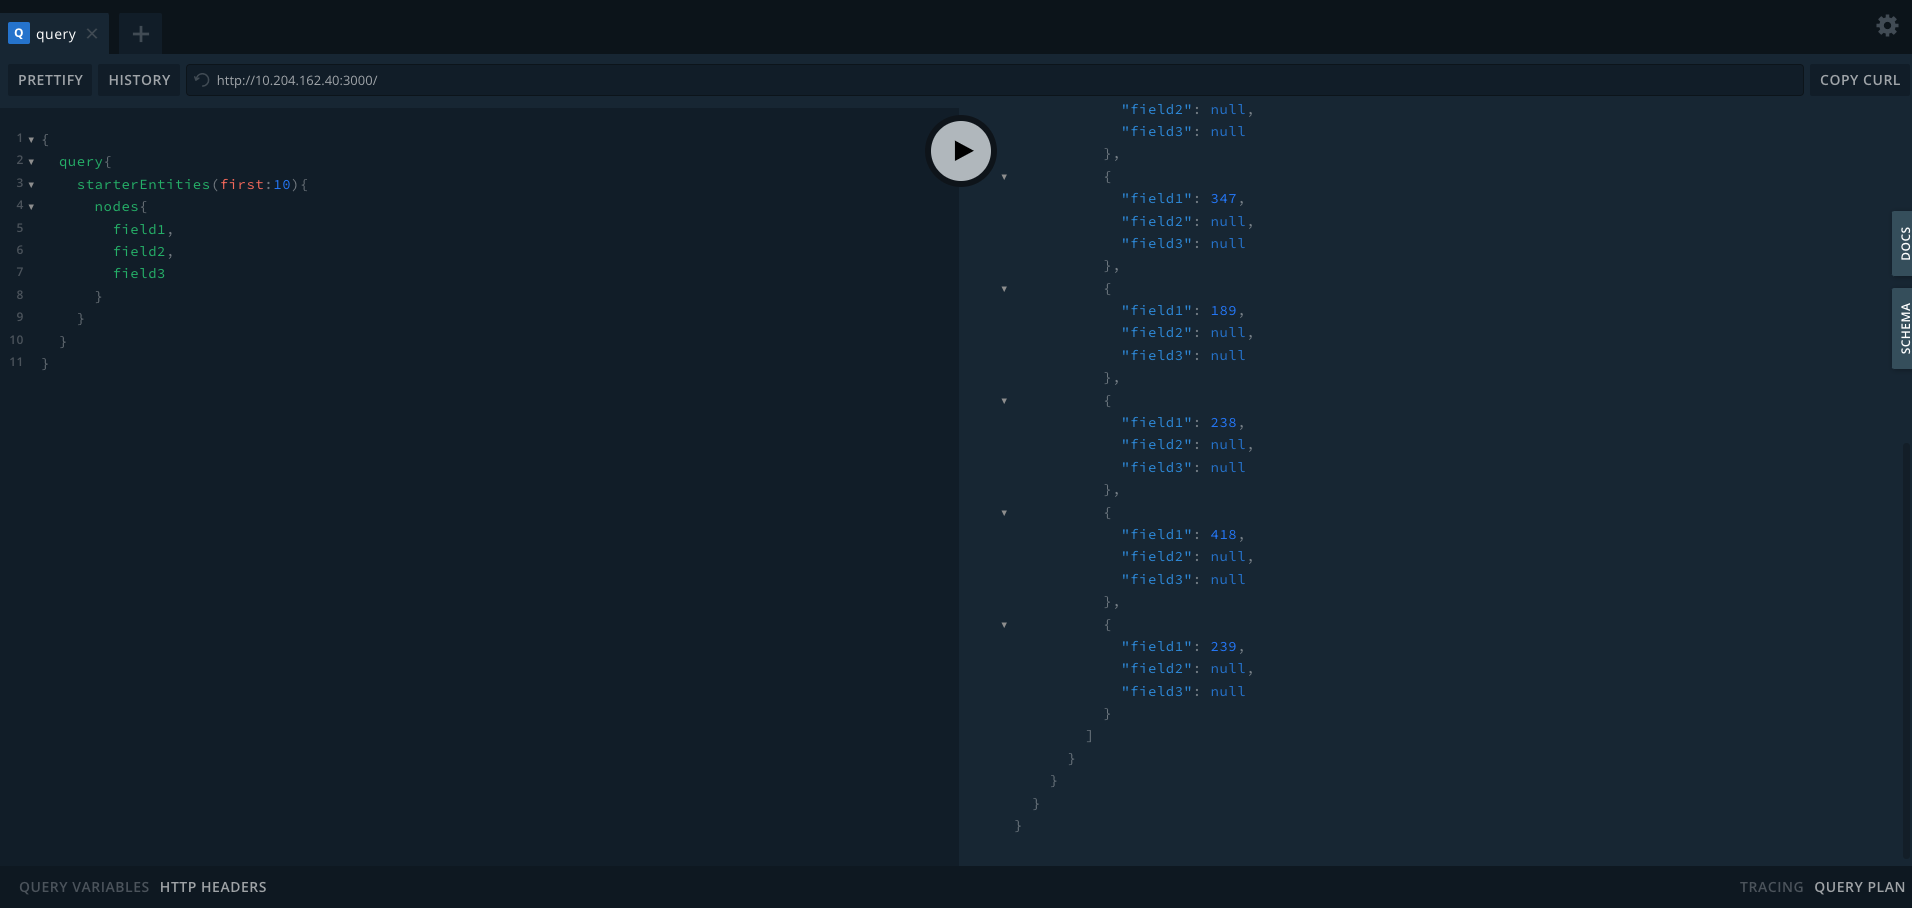 Q query
PRETTIFY HISTORY http://10.204.162.40:3000/ COPY CURL
1 {
2 query{
3 starterEntities(first:10){
4 nodes{
5 field1,
6 field2,
7 field3
8 }
9 }
10 }
11 }
"field2": null,
"field3": null
},
{
"field1": 347,
"field2": null,
"field3": null
},
{
"field1": 189,
"field2": null,
"field3": null
},
{
"field1": 238,
"field2": null,
"field3": null
},
{
"field1": 418,
"field2": null,
"field3": null
},
{
"field1": 239,
"field2": null,
"field3": null
}
]
}
}
}
}
DOCS
SCHEMA
QUERY VARIABLES HTTP HEADERS
TRACING QUERY PLAN